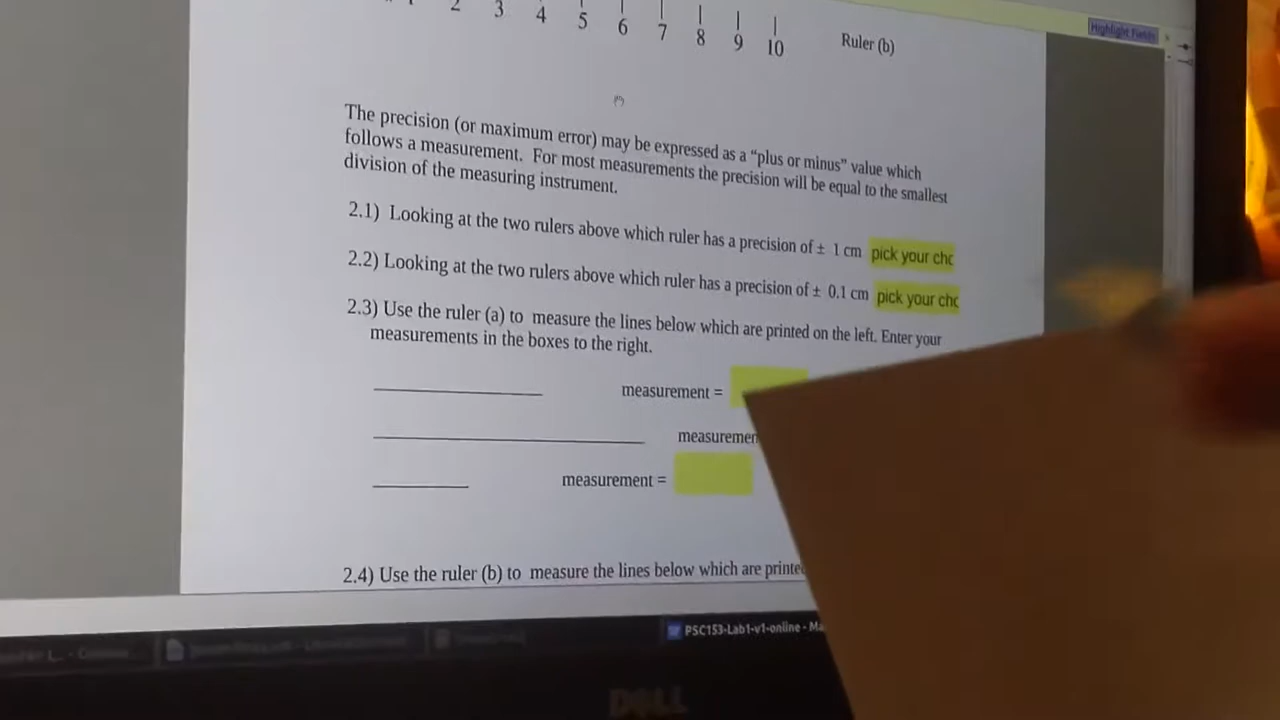 2 3 4 5 6 7 8 9 10 Ruler (b)
Highlight Fields
The precision (or maximum error) may be expressed as a “plus or minus” value which
follows a measurement. For most measurements the precision will be equal to the smallest
division of the measuring instrument.
2.1) Looking at the two rulers above which ruler has a precision of ± 1 cm pick your chc
2.2) Looking at the two rulers above which ruler has a precision of ± 0.1 cm pick your chc
2.3) Use the ruler (a) to measure the lines below which are printed on the left. Enter your
measurements in the boxes to the right.
measurement =
measuremen
measurement =
2.4) Use the ruler (b) to measure the lines below which are printe
PSC153-Lab1-v1-online - Ma
DELL